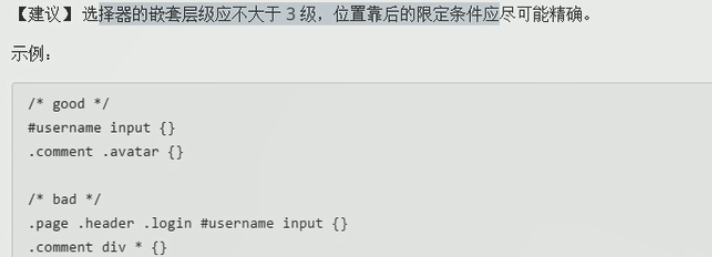 【建议】选择器的嵌套层级应不大于 3 级，位置靠后的限定条件应尽可能精确。
示例：
/* good */
#username input {}
.comment .avatar {}
/* bad */
.page .header .login #username input {}
.comment div * {}